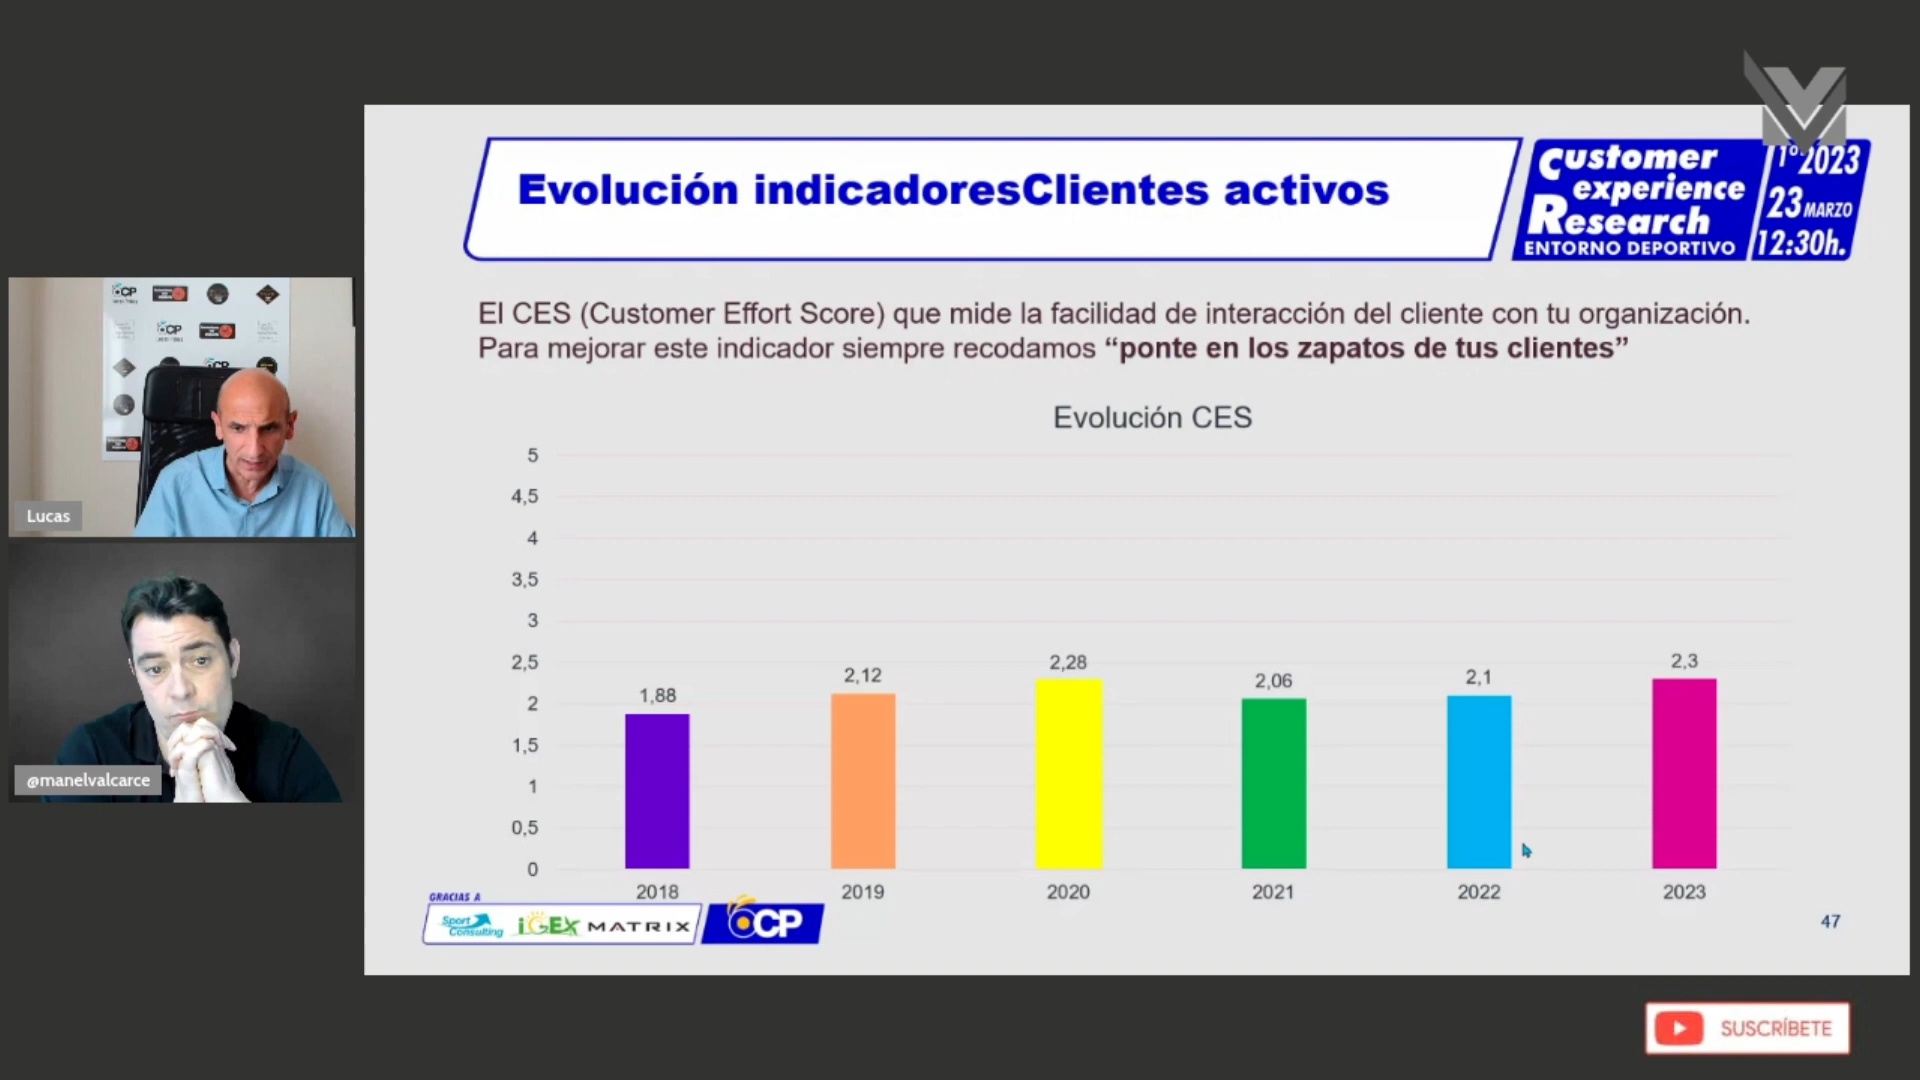 Evolución indicadoresClientes activos
Customer
experience
Research
ENTORNO DEPORTIVO
1º 2023
23 MARZO
12:30h.
El CES (Customer Effort Score) que mide la facilidad de interacción del cliente con tu organización.
Para mejorar este indicador siempre recodamos “ponte en los zapatos de tus clientes”
Evolución CES
5
4,5
4
3,5
3
2,5
2
1,5
1
0,5
0
1,88
2,12
2,28
2,06
2,1
2,3
2018
2019
2020
2021
2022
2023
GRACIAS A
Sport Consulting
iGEX
MATRIX
CP
47
Lucas
@manelvalcarce
SUSCRÍBETE